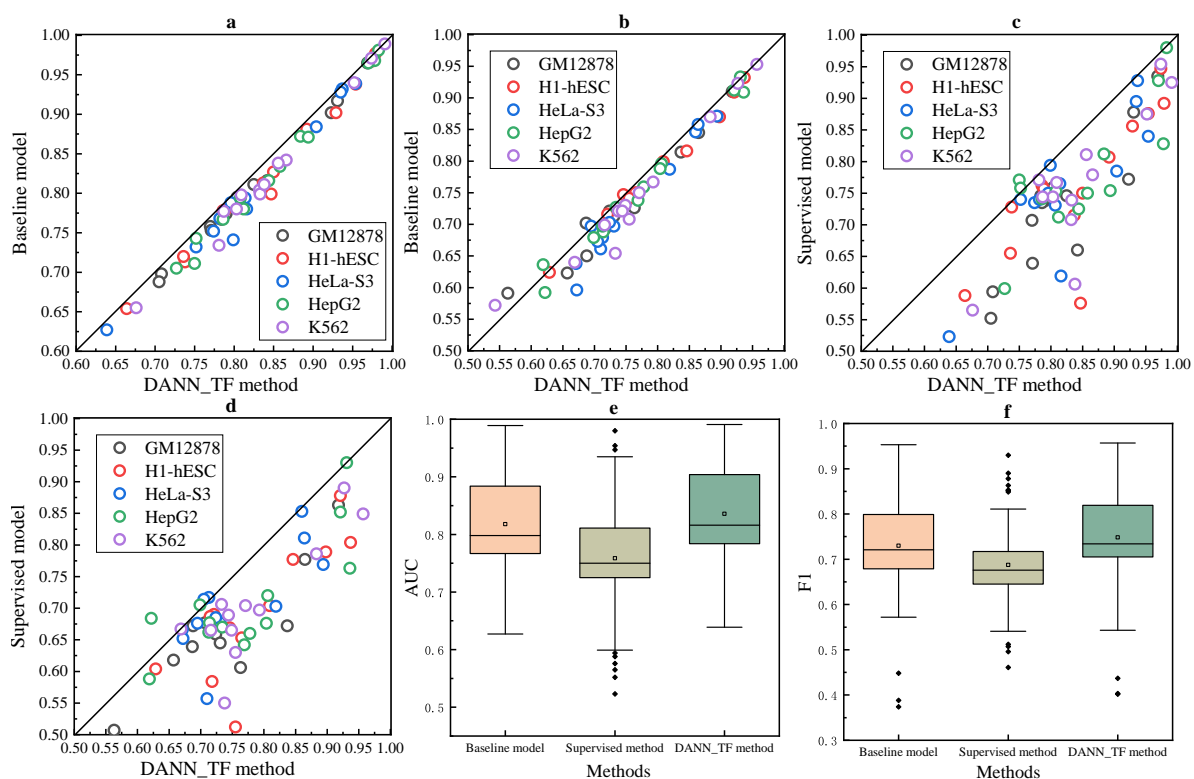 a
1.00
0.95
0.90
0.85
0.80
0.75
0.70
0.65
0.60
Baseline model
GM12878
H1-hESC
HeLa-S3
HepG2
K562
0.60 0.65 0.70 0.75 0.80 0.85 0.90 0.95 1.00
DANN_TF method
b
1.00
0.95
0.90
0.85
0.80
0.75
0.70
0.65
0.60
0.55
0.50
Baseline model
GM12878
H1-hESC
HeLa-S3
HepG2
K562
0.50 0.55 0.60 0.65 0.70 0.75 0.80 0.85 0.90 0.95 1.00
DANN_TF method
c
1.00
0.95
0.90
0.85
0.80
0.75
0.70
0.65
0.60
0.55
0.50
Supervised model
GM12878
H1-hESC
HeLa-S3
HepG2
K562
0.50 0.55 0.60 0.65 0.70 0.75 0.80 0.85 0.90 0.95 1.00
DANN_TF method
d
1.00
0.95
0.90
0.85
0.80
0.75
0.70
0.65
0.60
0.55
0.50
Supervised model
GM12878
H1-hESC
HeLa-S3
HepG2
K562
0.50 0.55 0.60 0.65 0.70 0.75 0.80 0.85 0.90 0.95 1.00
DANN_TF method
e
1.0
0.9
0.8
0.7
0.6
0.5
AUC
Baseline model Supervised method DANN_TF method
Methods
f
1.0
0.9
0.8
0.7
0.6
0.5
0.4
0.3
F1
Baseline model Supervised method DANN_TF method
Methods